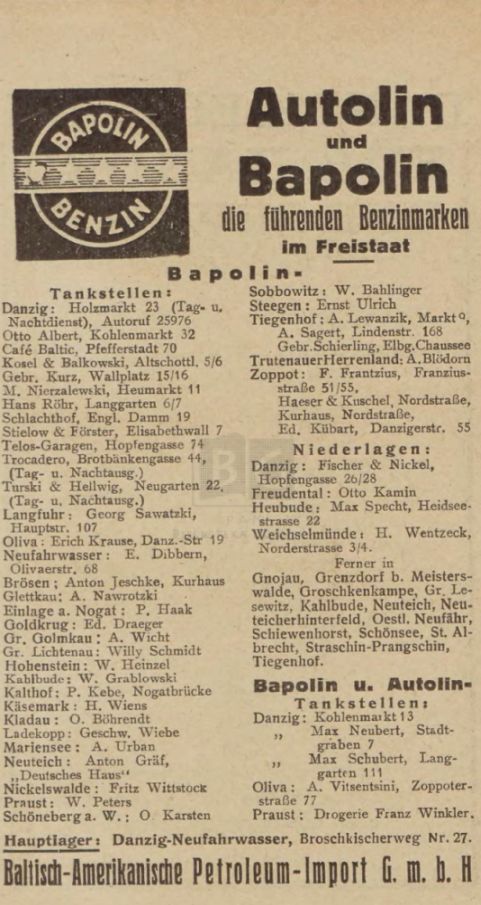 BAPOLIN
BENZIN
Autolin
und
Bapolin
die führenden Benzinmarken
im Freistaat
Bapolin-
Tankstellen:
Danzig: Holzmarkt 23 (Tag- u.
Nachtdienst), Autoruf 25976
Otto Albert, Kohlenmarkt 32
Café Baltic, Pfefferstadt 70
Kosel & Balkowski, Altschottl. 5/6
Gebr. Kurz, Wallplatz 15/16
M. Nierzalewski, Heumarkt 11
Hans Röhr, Langgarten 6/7
Schlachthof, Engl. Damm 19
Stielow & Förster, Elisabethwall 7
Telos-Garagen, Hopfengasse 74
Trocadero, Brotbänkengasse 44,
(Tag- u. Nachtausg.)
Turski & Hellwig, Neugarten 22,
(Tag- u. Nachtausg.)
Langfuhr: Georg Sawatzki,
Hauptstr. 107
Oliva: Erich Krause, Danz.-Str 19
Neufahrwasser: E. Dibbern,
Olivaerstr. 68
Brösen; Anton Jeschke, Kurhaus
Glettkau: A. Nawrotzki
Einlage a. Nogat: P. Haak
Goldkrug: Ed. Draeger
Gr. Golmkau: A. Wicht
Gr. Lichtenau: Willy Schmidt
Hohenstein: W. Heinzel
Kahlbude: W. Grablowski
Kalthof: P. Kebe, Nogatbrücke
Käsemark: H. Wiens
Kladau: O. Böhrendt
Ladekopp: Geschw. Wiebe
Mariensee: A. Urban
Neuteich: Anton Gräf,
„Deutsches Haus“
Nickelswalde: Fritz Wittstock
Praust: W. Peters
Schöneberg a. W.: O Karsten
Sobbowitz: W. Bahlinger
Steegen: Ernst Ulrich
Tiegenhof: A. Lewanzik, Markt 9,
A. Sagert, Lindenstr. 168
Gebr. Schierling, Elbg. Chaussee
Trutenauer Herrenland: A. Blödorn
Zoppot: F. Frantzius, Franzius-
straße 51/55,
Haeser & Kuschel, Nordstraße,
Kurhaus, Nordstraße,
Ed. Kübart, Danzigerstr. 55
Niederlagen:
Danzig: Fischer & Nickel,
Hopfengasse 26/28
Freudental: Otto Kamin
Heubude: Max Specht, Heidsee-
strasse 22
Weichselmünde: H. Wentzeck,
Norderstrasse 3/4.
Ferner in
Gnojau, Grenzdorf b. Meisters-
walde, Groschkenkampe, Gr. Le-
sewitz, Kahlbude, Neuteich, Neu-
teicherhinterfeld, Oestl. Neufähr,
Schiewenhorst, Schönsee, St. Al-
brecht, Straschin-Prangschin,
Tiegenhof.
Bapolin u. Autolin-
Tankstellen:
Danzig: Kohlenmarkt 13
„ Max Neubert, Stadt-
graben 7
„ Max Schubert, Lang-
garten 111
Oliva: A. Vitsentsini, Zoppoter-
straße 77
Praust: Drogerie Franz Winkler.
Hauptlager: Danzig-Neufahrwasser, Broschkischerweg Nr. 27.
Baltisch-Amerikanische Petroleum-Import G. m. b. H